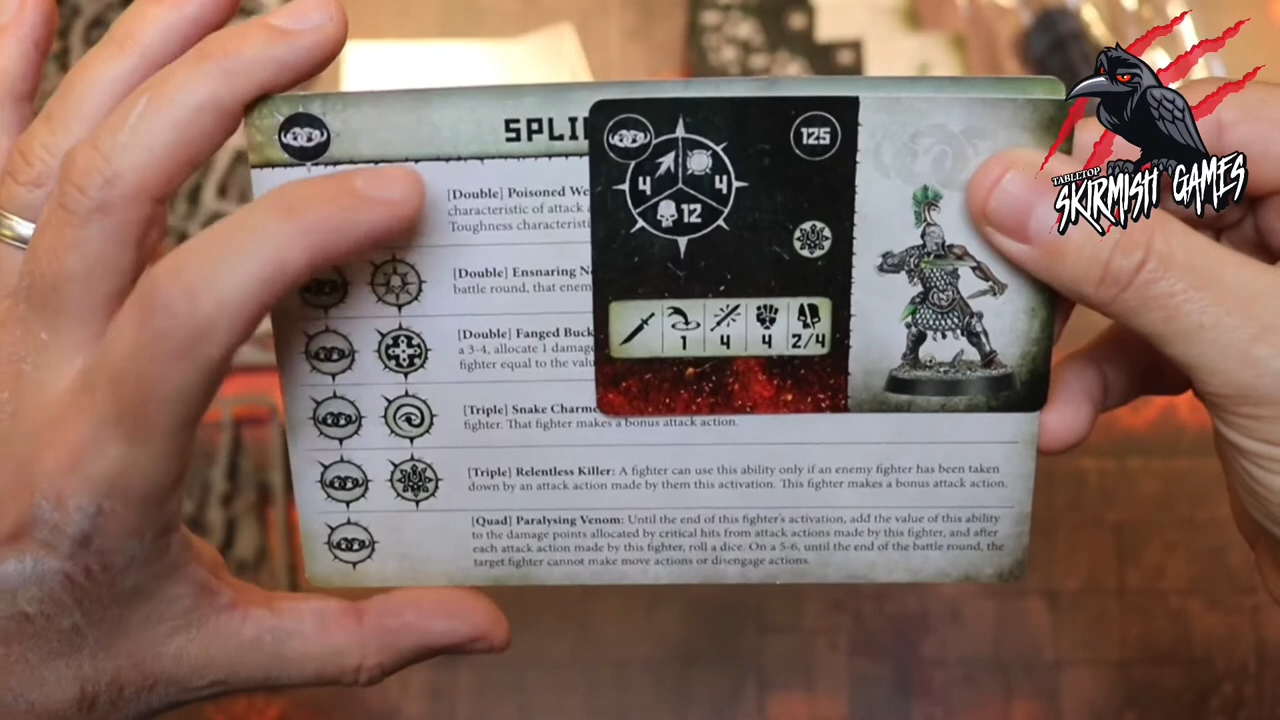 SPLI
125
[Double] Poisoned We
characteristic of attack a
Toughness characteristi
4 4
12
[Double] Ensnaring N
battle round, that enem
1 4 4 2/4
[Double] Fanged Buck
a 3-4, allocate 1 damag
fighter equal to the valu
[Triple] Snake Charme
fighter. That fighter makes a bonus attack action.
[Triple] Relentless Killer: A fighter can use this ability only if an enemy fighter has been taken
down by an attack action made by them this activation. This fighter makes a bonus attack action.
[Quad] Paralysing Venom: Until the end of this fighter's activation, add the value of this ability
to the damage points allocated by critical hits from attack actions made by this fighter, and after
each attack action made by this fighter, roll a dice. On a 5-6, until the end of the battle round, the
target fighter cannot make move actions or disengage actions.
TABLETOP
SKIRMISH GAMES